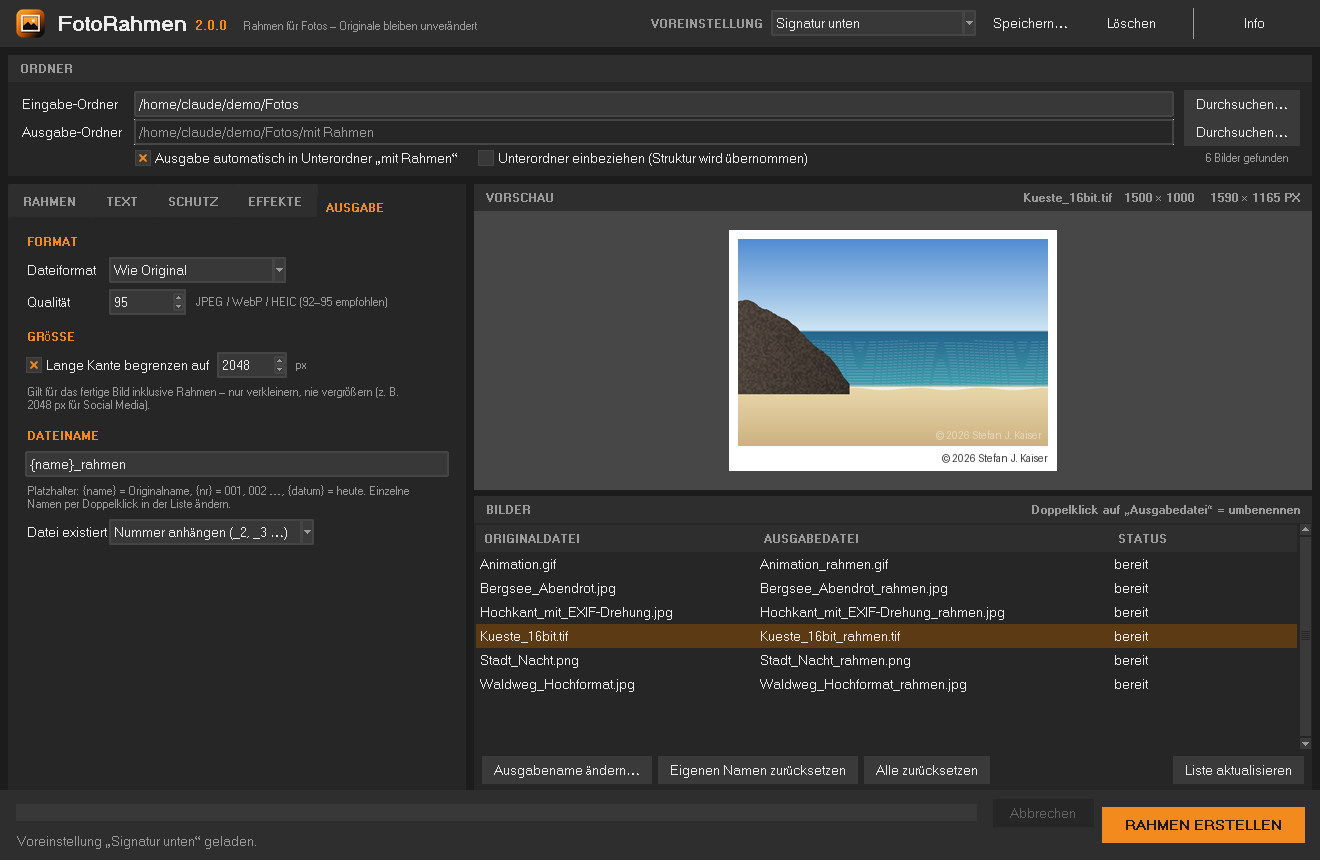 FotoRahmen 2.0.0 Rahmen für Fotos – Originale bleiben unverändert VOREINSTELLUNG Signatur unten Speichern... Löschen Info
ORDNER
Eingabe-Ordner /home/claude/demo/Fotos Durchsuchen...
Ausgabe-Ordner /home/claude/demo/Fotos/mit Rahmen Durchsuchen...
Ausgabe automatisch in Unterordner „mit Rahmen“ Unterordner einbeziehen (Struktur wird übernommen) 6 Bilder gefunden
RAHMEN TEXT SCHUTZ EFFEKTE AUSGABE
FORMAT
Dateiformat Wie Original
Qualität 95 JPEG / WebP / HEIC (92–95 empfohlen)
GRÖSSE
Lange Kante begrenzen auf 2048 px
Gilt für das fertige Bild inklusive Rahmen – nur verkleinern, nie vergrößern (z. B.
2048 px für Social Media).
DATEINAME
{name}_rahmen
Platzhalter: {name} = Originalname, {nr} = 001, 002 ..., {datum} = heute. Einzelne
Namen per Doppelklick in der Liste ändern.
Datei existiert Nummer anhängen (_2, _3 ...)
VORSCHAU Kueste_16bit.tif 1500 × 1000 1590 × 1165 PX
© 2026 Stefan J. Kaiser
© 2026 Stefan J. Kaiser
BILDER Doppelklick auf „Ausgabedatei“ = umbenennen
ORIGINALDATEI AUSGABEDATEI STATUS
Animation.gif Animation_rahmen.gif bereit
Bergsee_Abendrot.jpg Bergsee_Abendrot_rahmen.jpg bereit
Hochkant_mit_EXIF-Drehung.jpg Hochkant_mit_EXIF-Drehung_rahmen.jpg bereit
Kueste_16bit.tif Kueste_16bit_rahmen.tif bereit
Stadt_Nacht.png Stadt_Nacht_rahmen.png bereit
Waldweg_Hochformat.jpg Waldweg_Hochformat_rahmen.jpg bereit
Ausgabename ändern... Eigenen Namen zurücksetzen Alle zurücksetzen Liste aktualisieren
Abbrechen RAHMEN ERSTELLEN
Voreinstellung „Signatur unten“ geladen.